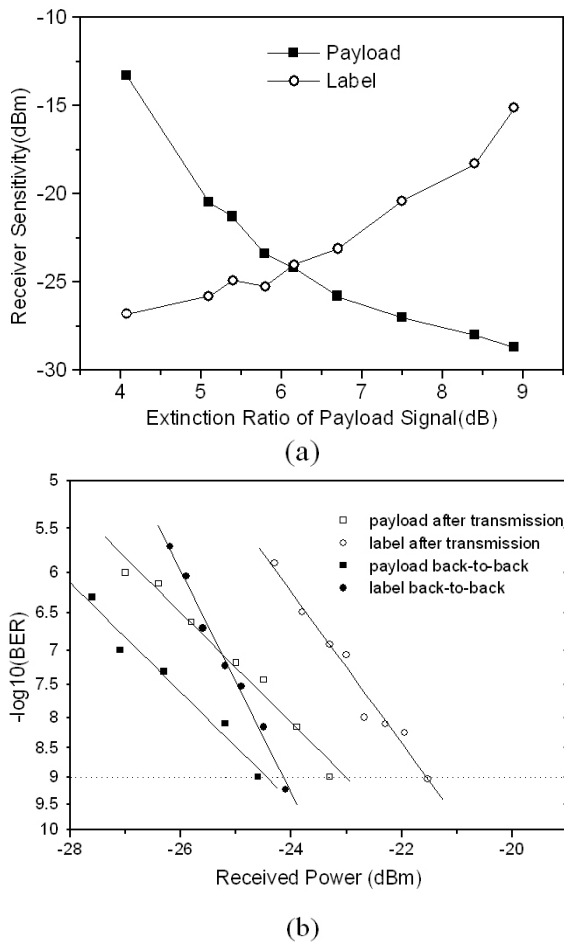 -10
-15
-20
-25
-30
Receiver Sensitivity(dBm)
Payload
Label
4 5 6 7 8 9
Extinction Ratio of Payload Signal(dB)
(a)
5
5.5
6
6.5
7
7.5
8
8.5
9
9.5
10
-log10(BER)
payload after transmission
label after transmission
payload back-to-back
label back-to-back
-28 -26 -24 -22 -20
Received Power (dBm)
(b)